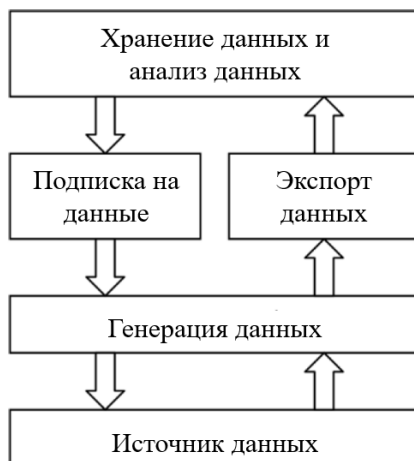 Хранение данных и
анализ данных
Подписка на
данные
Экспорт
данных
Генерация данных
Источник данных